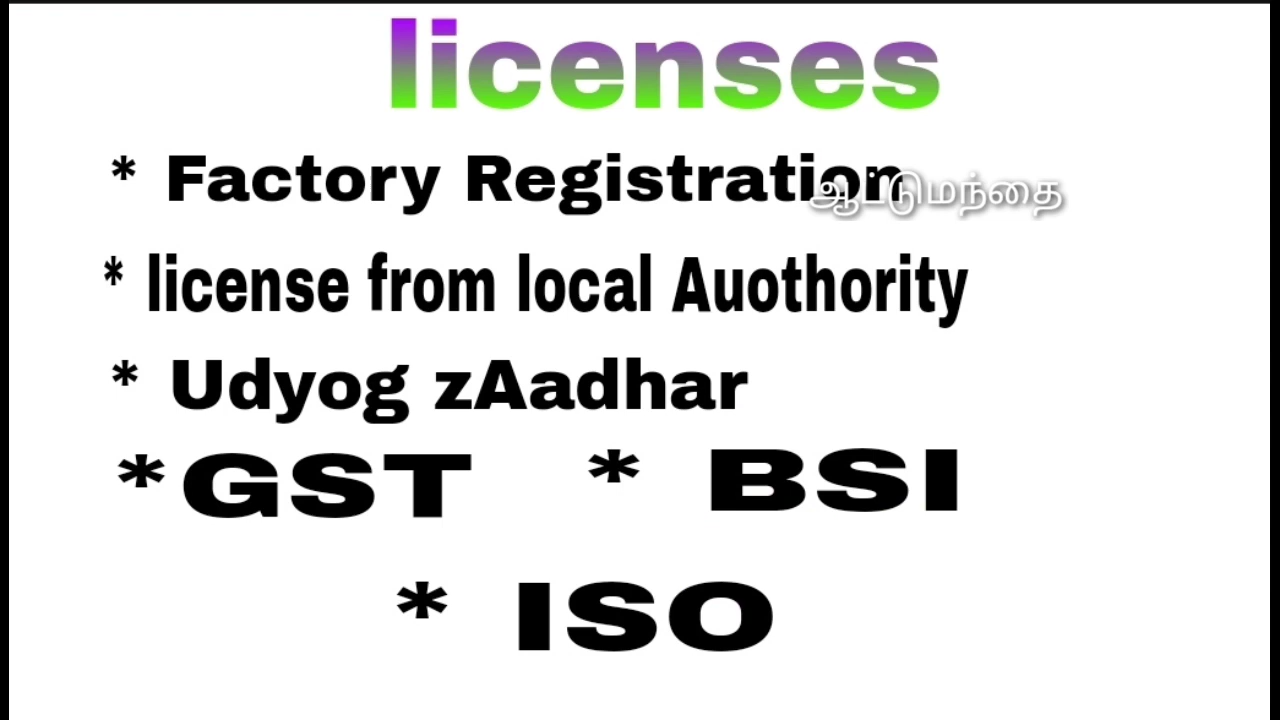 licenses
* Factory Registration
ஆட்டுமந்தை
* license from local Auothority
* Udyog zAadhar
*GST * BSI
* ISO